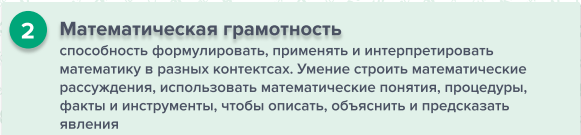 2
Математическая грамотность
способность формулировать, применять и интерпретировать
математику в разных контектсах. Умение строить математические
рассуждения, использовать математические понятия, процедуры,
факты и инструменты, чтобы описать, объяснить и предсказать
явления